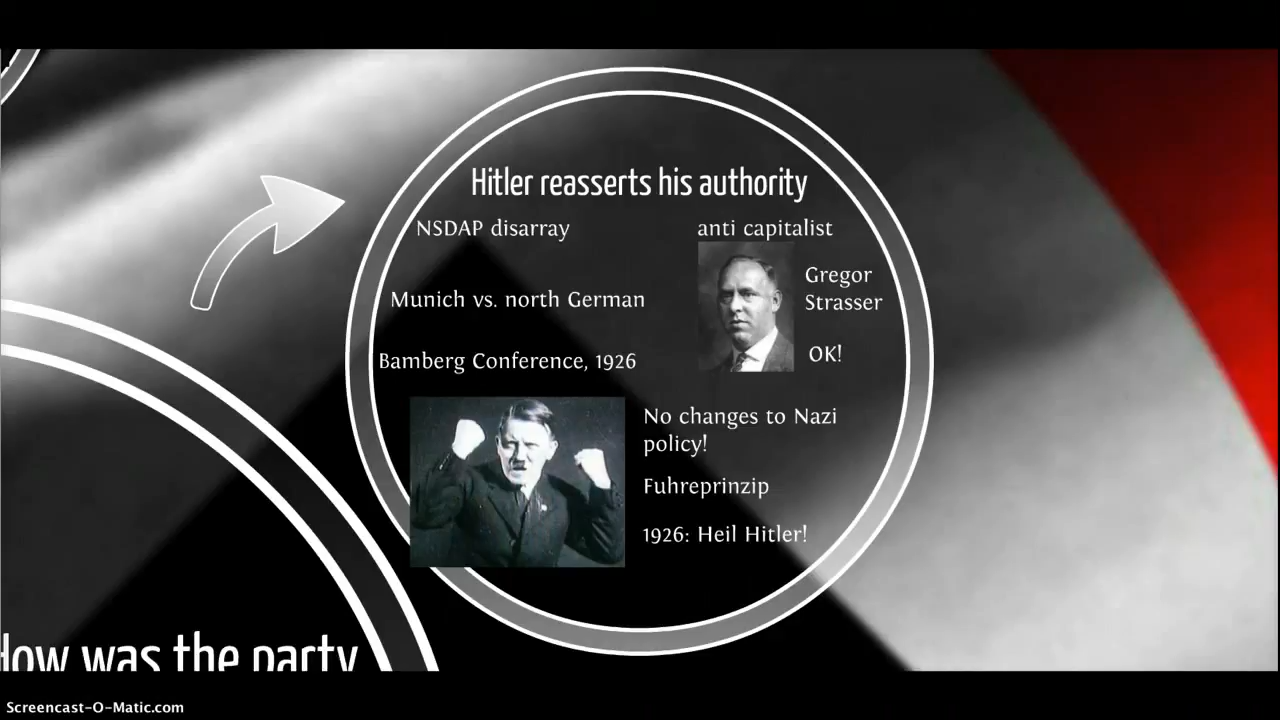 Hitler reasserts his authority
NSDAP disarray
anti capitalist
Munich vs. north German
Gregor
Strasser
OK!
Bamberg Conference, 1926
No changes to Nazi
policy!
Fuhreprinzip
1926: Heil Hitler!
How was the party
Screencast-O-Matic.com